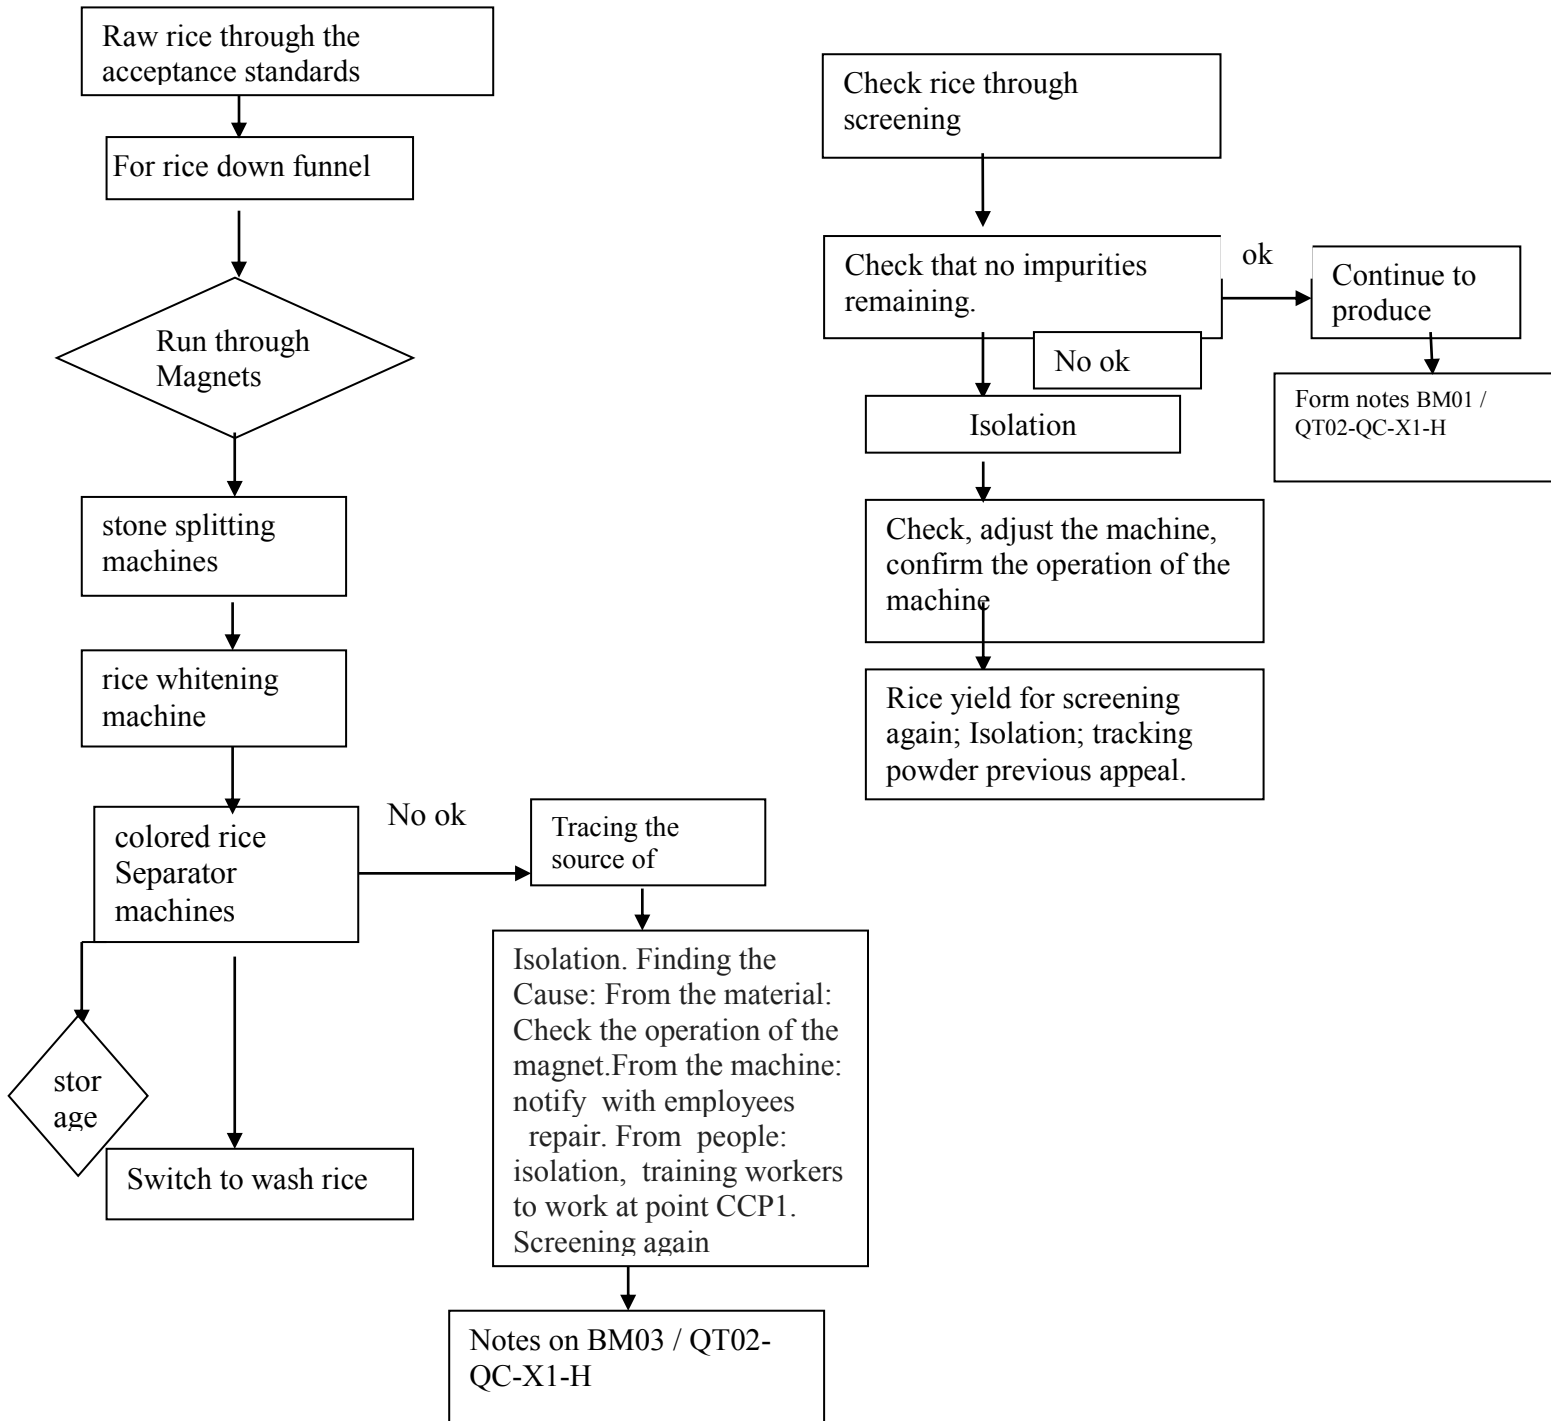 Raw rice through the
acceptance standards
For rice down funnel
Run through
Magnets
stone splitting
machines
rice whitening
machine
colored rice
Separator
machines
No ok
stor
age
Switch to wash rice
Tracing the
source of
Isolation. Finding the
Cause: From the material:
Check the operation of the
magnet.From the machine:
notify with employees
repair. From people:
isolation, training workers
to work at point CCP1.
Screening again
Notes on BM03 / QT02-
QC-X1-H
Check rice through
screening
Check that no impurities
remaining.
ok
Continue to
produce
Form notes BM01 /
QT02-QC-X1-H
No ok
Isolation
Check, adjust the machine,
confirm the operation of the
machine
Rice yield for screening
again; Isolation; tracking
powder previous appeal.